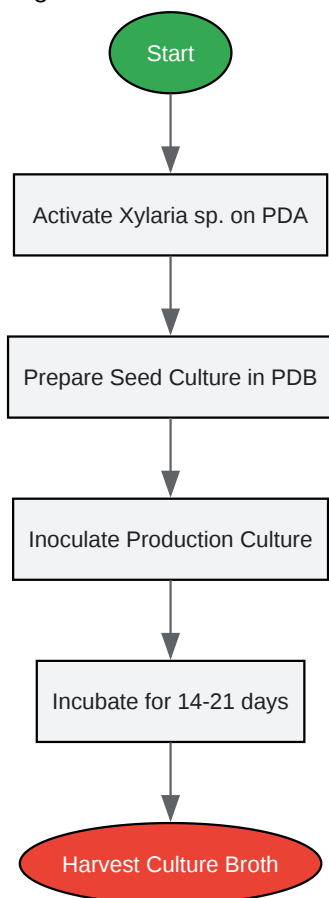 Start
Activate Xylaria sp. on PDA
Prepare Seed Culture in PDB
Inoculate Production Culture
Incubate for 14-21 days
Harvest Culture Broth